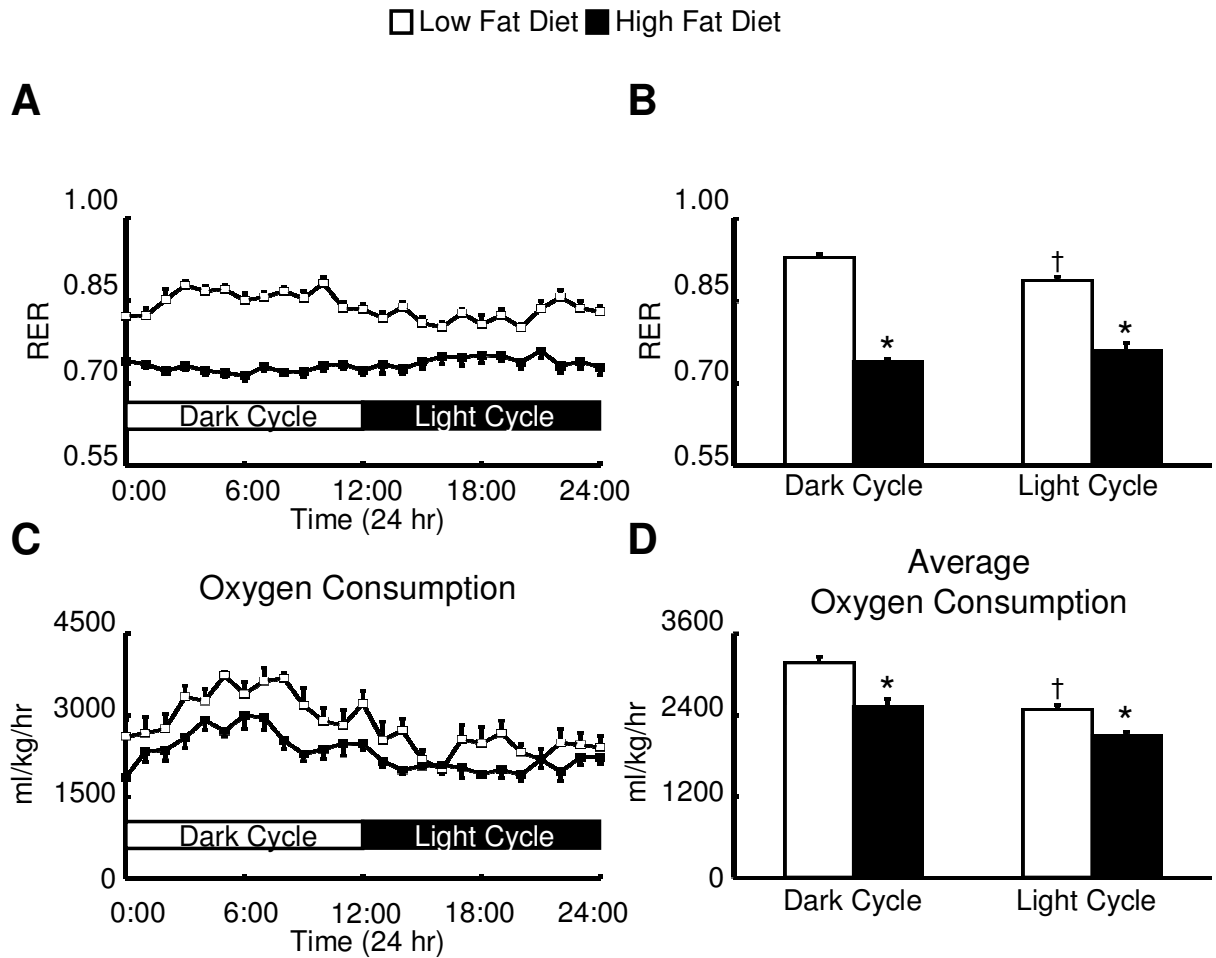 Low Fat Diet High Fat Diet
A
RER
1.00
0.85
0.70
0.55
Dark Cycle Light Cycle
0:00 6:00 12:00 18:00 24:00
Time (24 hr)
B
RER
1.00
0.85
0.70
0.55
*
†
*
Dark Cycle Light Cycle
C
Oxygen Consumption
ml/kg/hr
4500
3000
1500
0
Dark Cycle Light Cycle
0:00 6:00 12:00 18:00 24:00
Time (24 hr)
D
Average
Oxygen Consumption
ml/kg/hr
3600
2400
1200
0
*
†
*
Dark Cycle Light Cycle